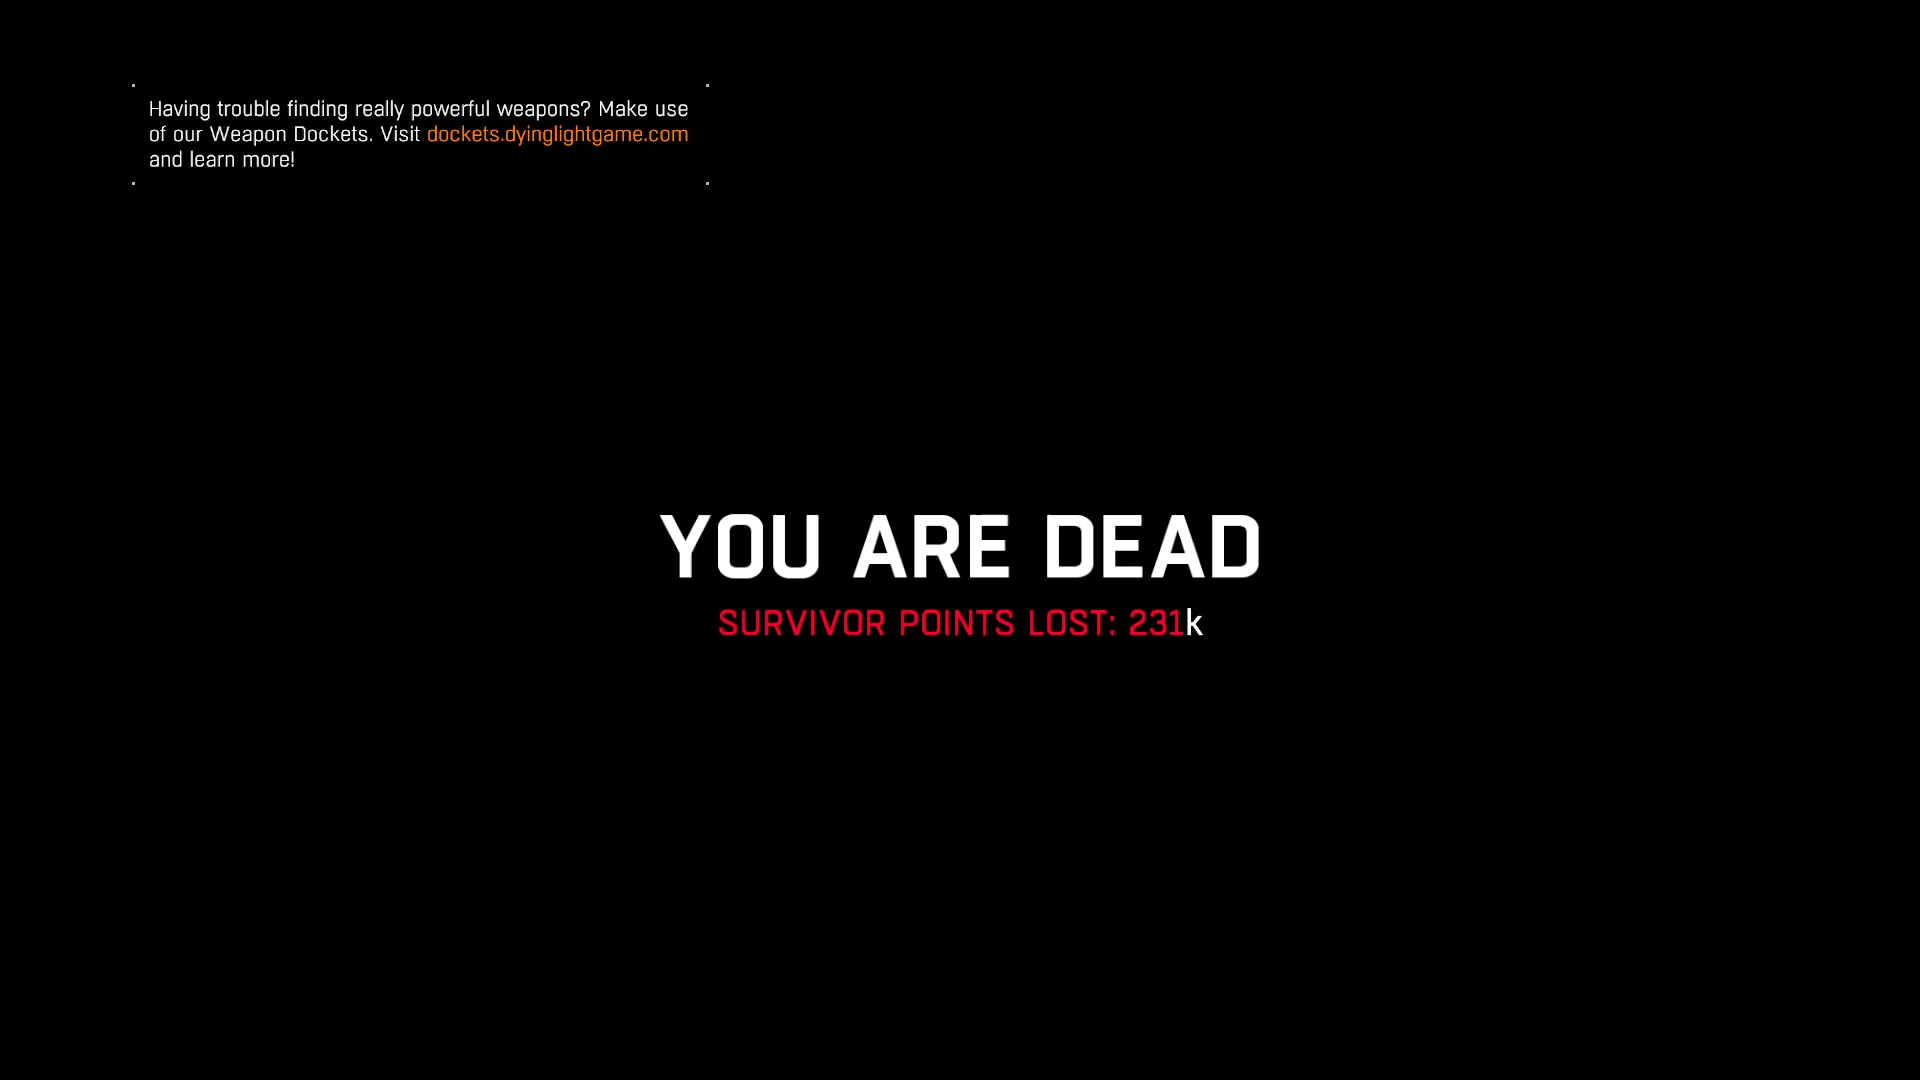 Having trouble finding really powerful weapons? Make use
of our Weapon Dockets. Visit dockets.dyinglightgame.com
and learn more!
YOU ARE DEAD
SURVIVOR POINTS LOST: 231k